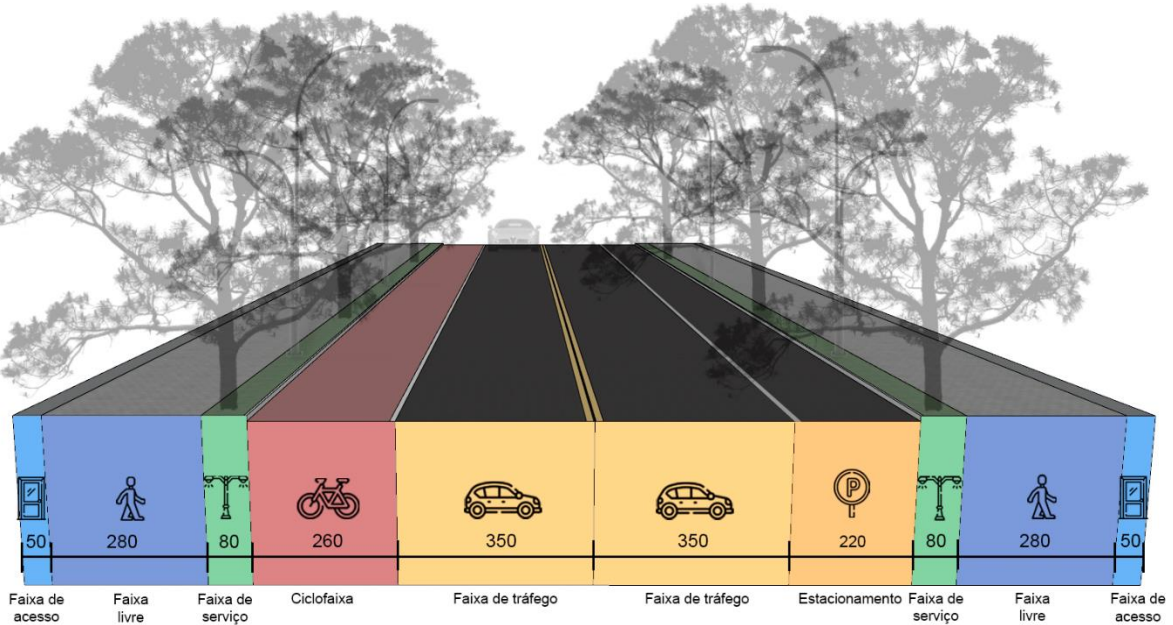 P
50 280 80 260 350 350 220 80 280 50
Faixa de acesso Faixa livre Faixa de serviço Ciclofaixa Faixa de tráfego Faixa de tráfego Estacionamento Faixa de serviço Faixa livre Faixa de acesso